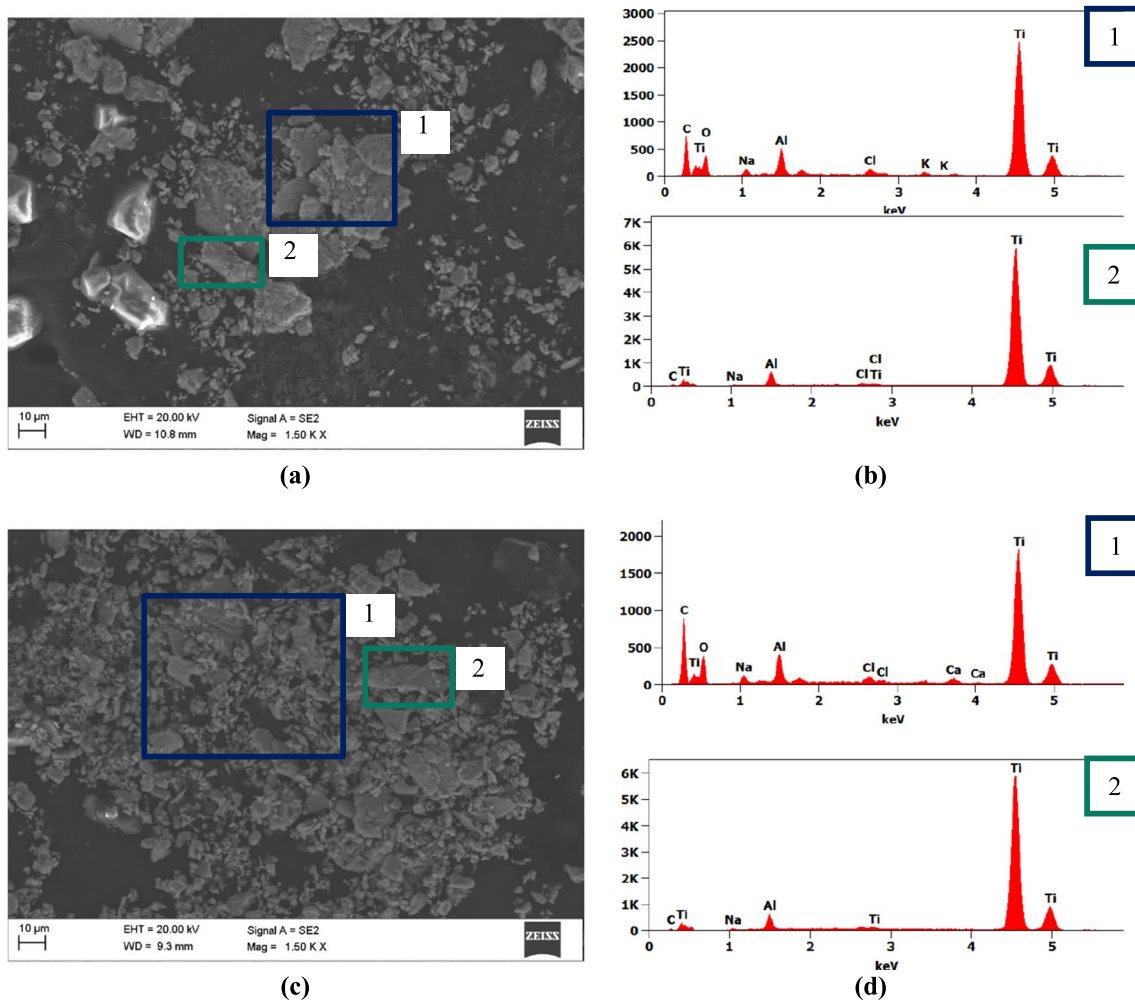 1
2
10 µm
EHT = 20.00 kV
Signal A = SE2
WD = 10.8 mm
Mag = 1.50 K X
ZEISS
(a)
3000
2500
2000
1500
1000
500
0
C
Ti
O
Na
Al
Cl
K
K
Ti
Ti
0 1 2 3 4 5
keV
1
7K
6K
5K
4K
3K
2K
1K
0
C
Ti
Na
Al
Cl
Cl
Ti
Ti
Ti
0 1 2 3 4 5
keV
2
(b)
1
2
10 µm
EHT = 20.00 kV
Signal A = SE2
WD = 9.3 mm
Mag = 1.50 K X
ZEISS
(c)
2000
1500
1000
500
0
C
Ti
O
Na
Al
Cl
Cl
Ca
Ca
Ti
Ti
0 1 2 3 4 5
keV
1
6K
5K
4K
3K
2K
1K
0
C
Ti
Na
Al
Ti
Ti
Ti
0 1 2 3 4 5
keV
2
(d)